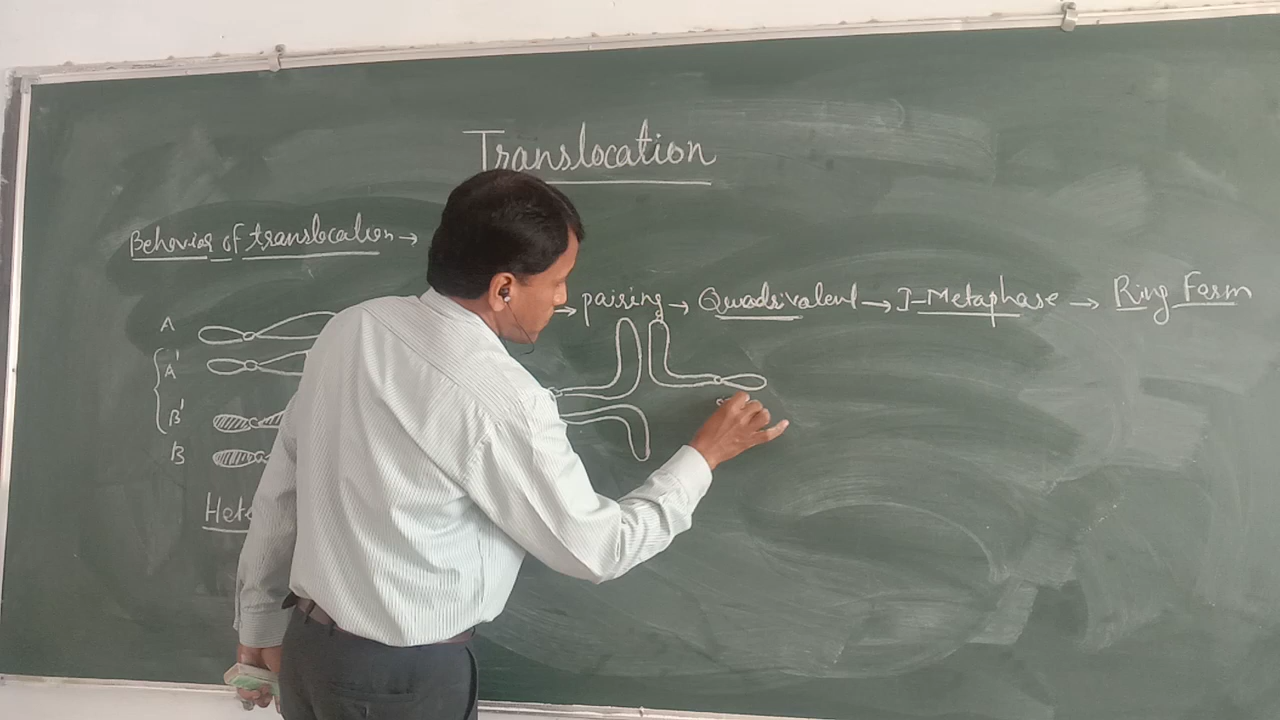 Translocation
Behavior of translocation →
→ pairing → Quadrivalent → I-Metaphase → Ring Form
A
A'
B'
B